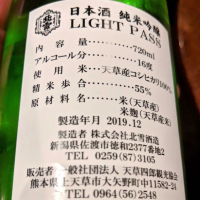 北雪
日本酒 純米吟醸
LIGHT PASS
内容量 720ml
アルコール分 16度
使用米 天草産コシヒカリ100%
精米歩合 55%
原材料名 米(天草産)
米麹(天草産米)
製造年月 2019.12
製造者 株式会社北雪酒造
新潟県佐渡市徳和2377番地2
TEL 0259(87)3105
販売者 一般社団法人 天草四郎観光協会
熊本県上天草市大矢野町中11582-24
TEL 0964(56)2548